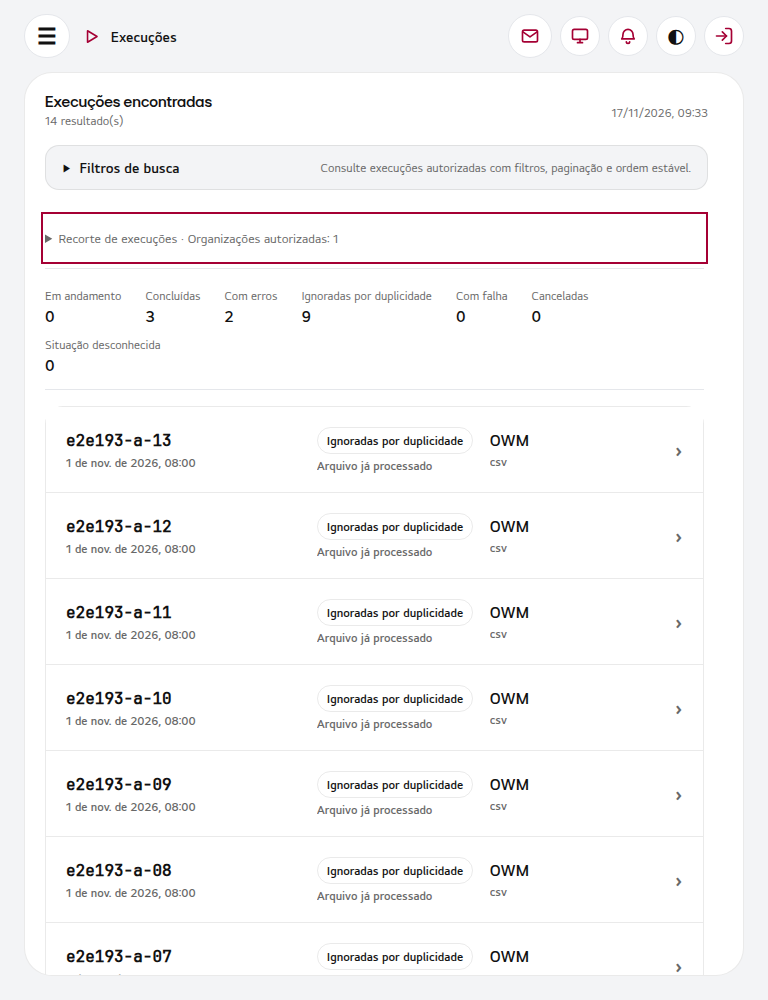 Execuções
Execuções encontradas
14 resultado(s)
17/11/2026, 09:33
Filtros de busca
Consulte execuções autorizadas com filtros, paginação e ordem estável.
Recorte de execuções · Organizações autorizadas: 1
Em andamento
0
Concluídas
3
Com erros
2
Ignoradas por duplicidade
9
Com falha
0
Canceladas
0
Situação desconhecida
0
e2e193-a-13
1 de nov. de 2026, 08:00
Ignoradas por duplicidade
Arquivo já processado
OWM
csv
e2e193-a-12
1 de nov. de 2026, 08:00
Ignoradas por duplicidade
Arquivo já processado
OWM
csv
e2e193-a-11
1 de nov. de 2026, 08:00
Ignoradas por duplicidade
Arquivo já processado
OWM
csv
e2e193-a-10
1 de nov. de 2026, 08:00
Ignoradas por duplicidade
Arquivo já processado
OWM
csv
e2e193-a-09
1 de nov. de 2026, 08:00
Ignoradas por duplicidade
Arquivo já processado
OWM
csv
e2e193-a-08
1 de nov. de 2026, 08:00
Ignoradas por duplicidade
Arquivo já processado
OWM
csv
e2e193-a-07
Ignoradas por duplicidade
OWM